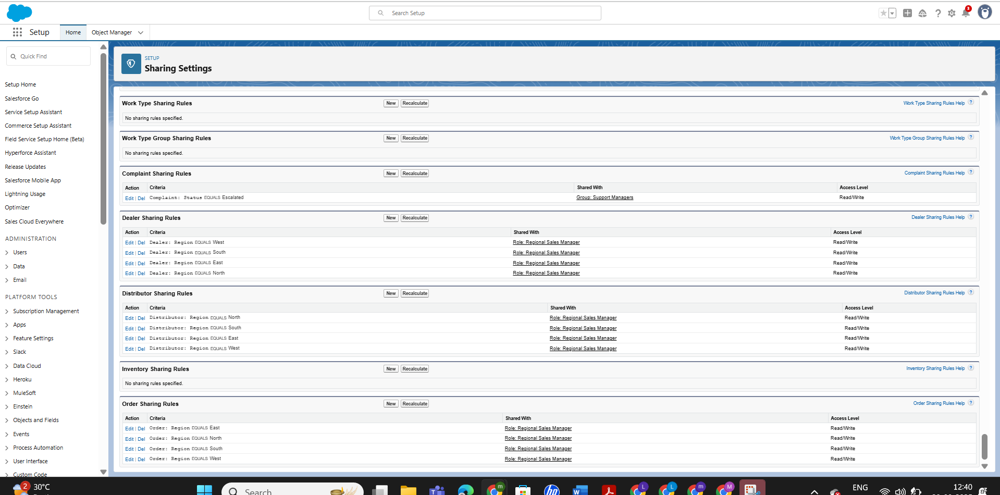 Search Setup
3
Setup
Home
Object Manager
Quick Find
Setup Home
Salesforce Go
Service Setup Assistant
Commerce Setup Assistant
Field Service Setup Home (Beta)
Hyperforce Assistant
Release Updates
Salesforce Mobile App
Lightning Usage
Optimizer
Sales Cloud Everywhere
ADMINISTRATION
Users
Data
Email
PLATFORM TOOLS
Subscription Management
Apps
Feature Settings
Slack
Data Cloud
Heroku
MuleSoft
Einstein
Objects and Fields
Events
Process Automation
User Interface
Custom Code
SETUP
Sharing Settings
Work Type Sharing Rules New Recalculate Work Type Sharing Rules Help ?
No sharing rules specified.
Work Type Group Sharing Rules New Recalculate Work Type Group Sharing Rules Help ?
No sharing rules specified.
Complaint Sharing Rules New Recalculate Complaint Sharing Rules Help ?
Action Criteria Shared With Access Level
Edit | Del Complaint: Status EQUALS Escalated Group: Support Managers Read/Write
Dealer Sharing Rules New Recalculate Dealer Sharing Rules Help ?
Action Criteria Shared With Access Level
Edit | Del Dealer: Region EQUALS West Role: Regional Sales Manager Read/Write
Edit | Del Dealer: Region EQUALS South Role: Regional Sales Manager Read/Write
Edit | Del Dealer: Region EQUALS East Role: Regional Sales Manager Read/Write
Edit | Del Dealer: Region EQUALS North Role: Regional Sales Manager Read/Write
Distributor Sharing Rules New Recalculate Distributor Sharing Rules Help ?
Action Criteria Shared With Access Level
Edit | Del Distributor: Region EQUALS North Role: Regional Sales Manager Read/Write
Edit | Del Distributor: Region EQUALS South Role: Regional Sales Manager Read/Write
Edit | Del Distributor: Region EQUALS East Role: Regional Sales Manager Read/Write
Edit | Del Distributor: Region EQUALS West Role: Regional Sales Manager Read/Write
Inventory Sharing Rules New Recalculate Inventory Sharing Rules Help ?
No sharing rules specified.
Order Sharing Rules New Recalculate Order Sharing Rules Help ?
Action Criteria Shared With Access Level
Edit | Del Order: Region EQUALS East Role: Regional Sales Manager Read/Write
Edit | Del Order: Region EQUALS North Role: Regional Sales Manager Read/Write
Edit | Del Order: Region EQUALS South Role: Regional Sales Manager Read/Write
Edit | Del Order: Region EQUALS West Role: Regional Sales Manager Read/Write
2 30°C
Search
m
hp
L
L
m
M
ENG
12:40